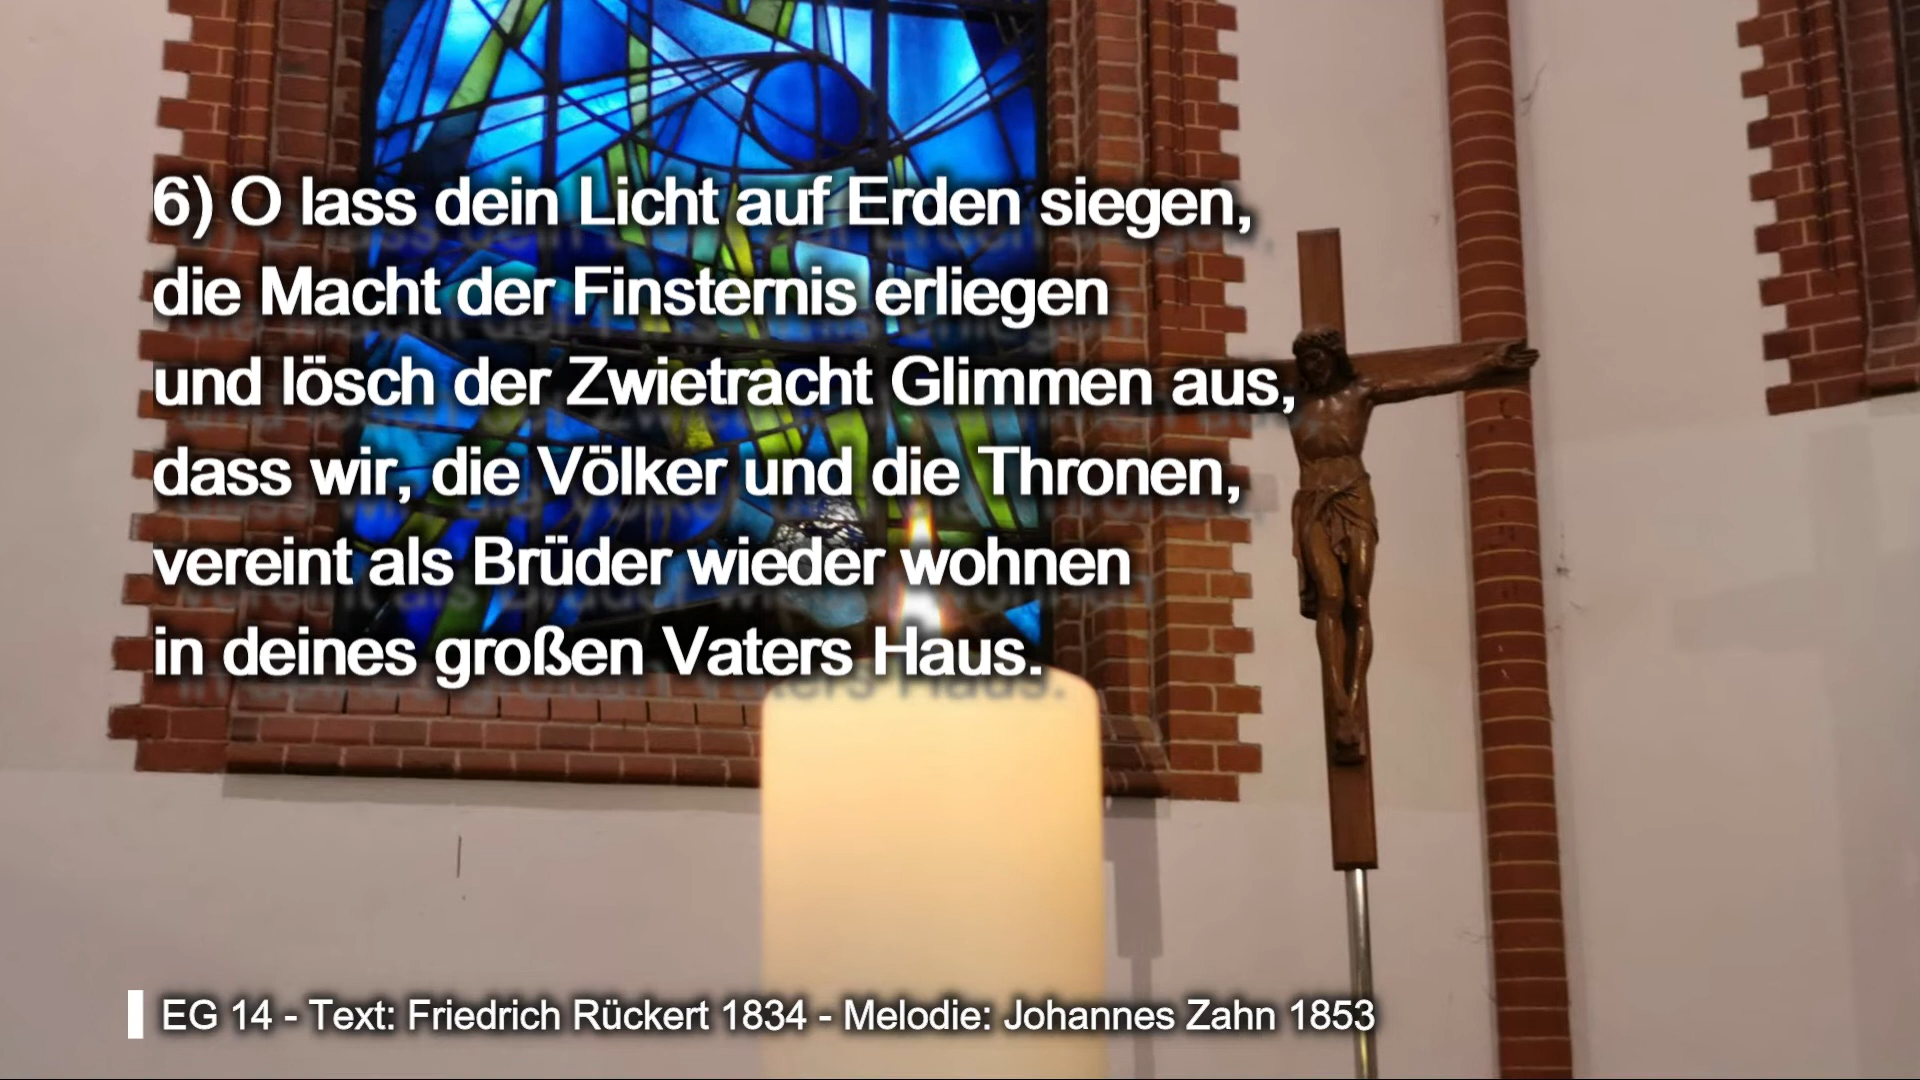 6) O lass dein Licht auf Erden siegen,
die Macht der Finsternis erliegen
und lösch der Zwietracht Glimmen aus,
dass wir, die Völker und die Thronen,
vereint als Brüder wieder wohnen
in deines großen Vaters Haus.
EG 14 - Text: Friedrich Rückert 1834 - Melodie: Johannes Zahn 1853